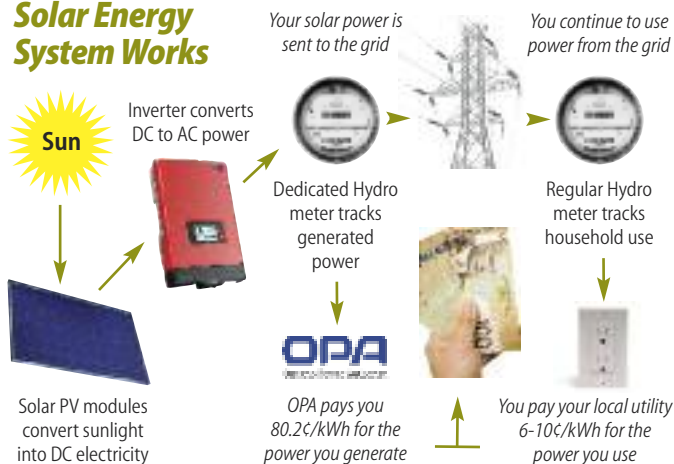 Solar Energy
System Works
Your solar power is
sent to the grid
You continue to use
power from the grid
Sun
Inverter converts
DC to AC power
Dedicated Hydro
meter tracks
generated
power
Regular Hydro
meter tracks
household use
OPA
Solar PV modules
convert sunlight
into DC electricity
OPA pays you
80.2¢/kWh for the
power you generate
You pay your local utility
6-10¢/kWh for the
power you use